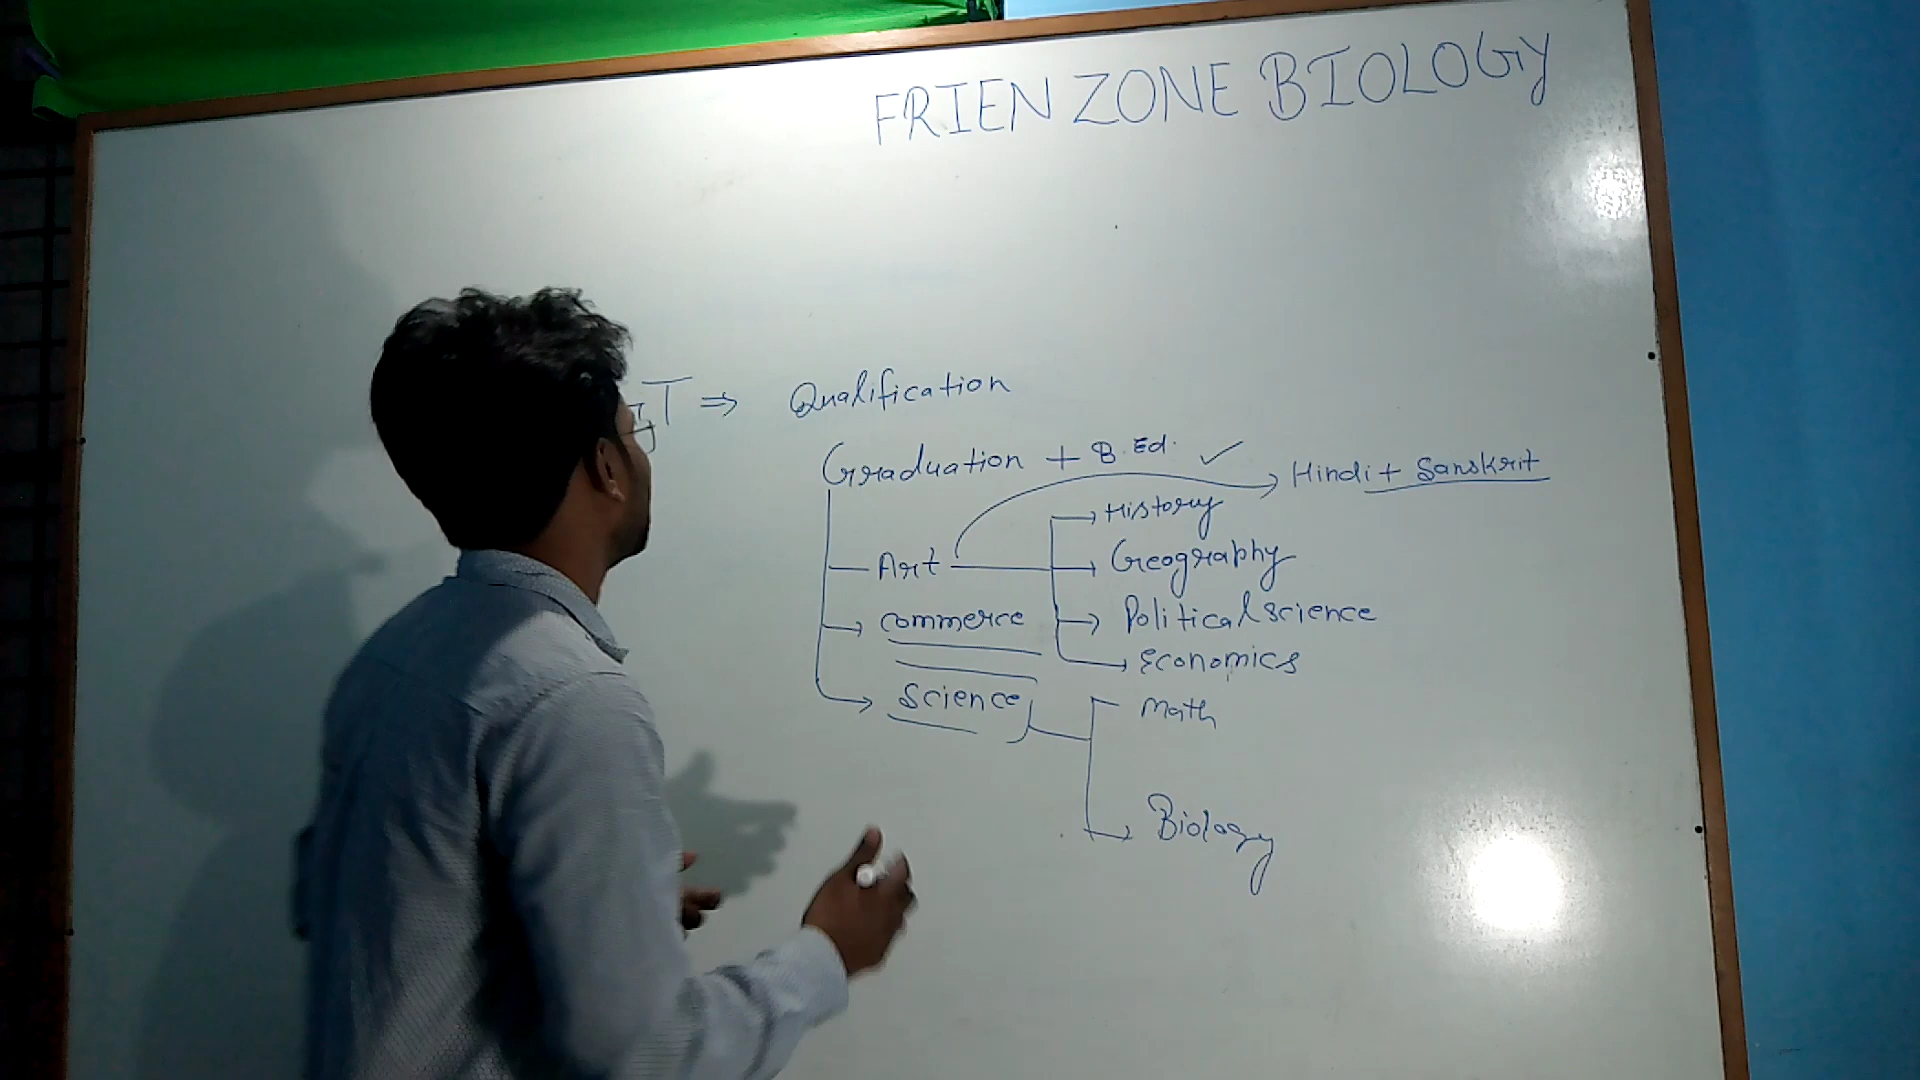 FRIEN ZONE BIOLOGY
T ⇒ Qualification
Graduation + B.Ed. ✓
Hindi + Sanskrit
History
Art
Geography
Commerce
Political science
Economics
Science
Math
Biology